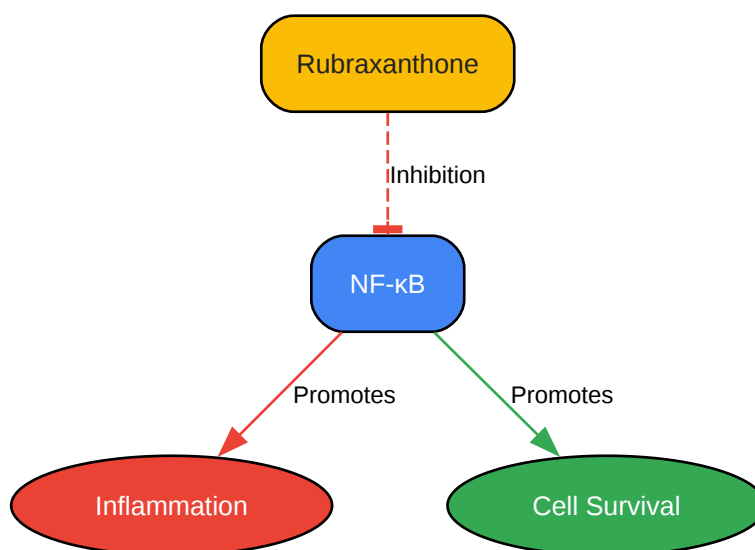 Rubraxanthone
Inhibition
NF-κB
Promotes
Promotes
Inflammation
Cell Survival